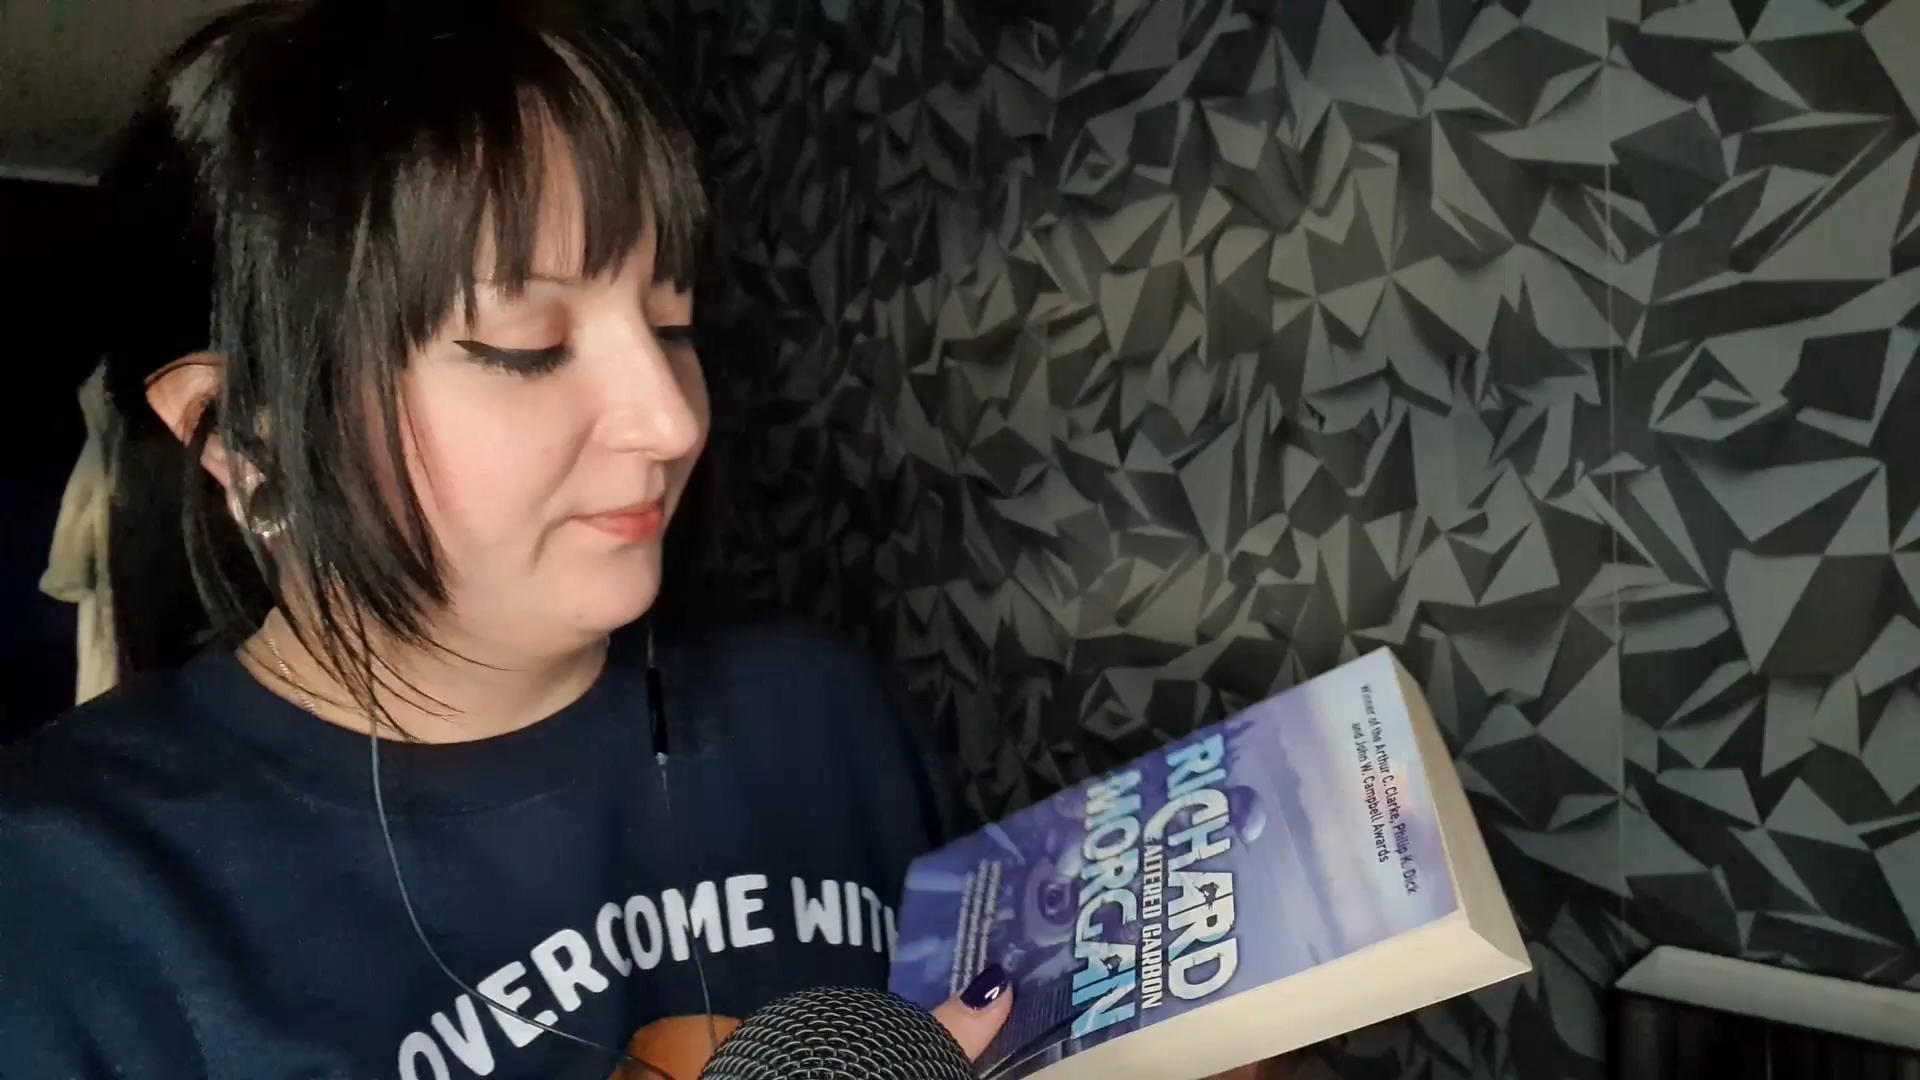 OVERCOME WITH
Winner of the Arthur C. Clarke, Philip K. Dick
and John W. Campbell Awards
RICHARD
ALTERED CARBON
MORGAN